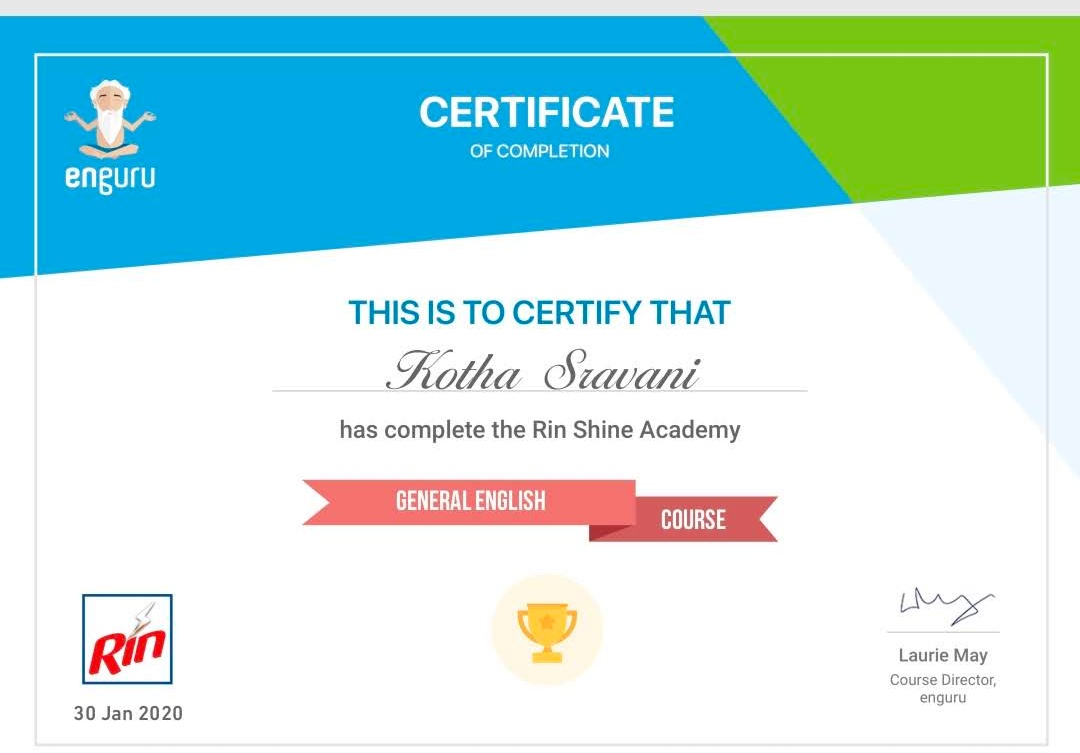 enguru
CERTIFICATE
OF COMPLETION
THIS IS TO CERTIFY THAT
Kotha Sravani
has complete the Rin Shine Academy
GENERAL ENGLISH
COURSE
Rin
30 Jan 2020
Laurie May
Course Director,
enguru